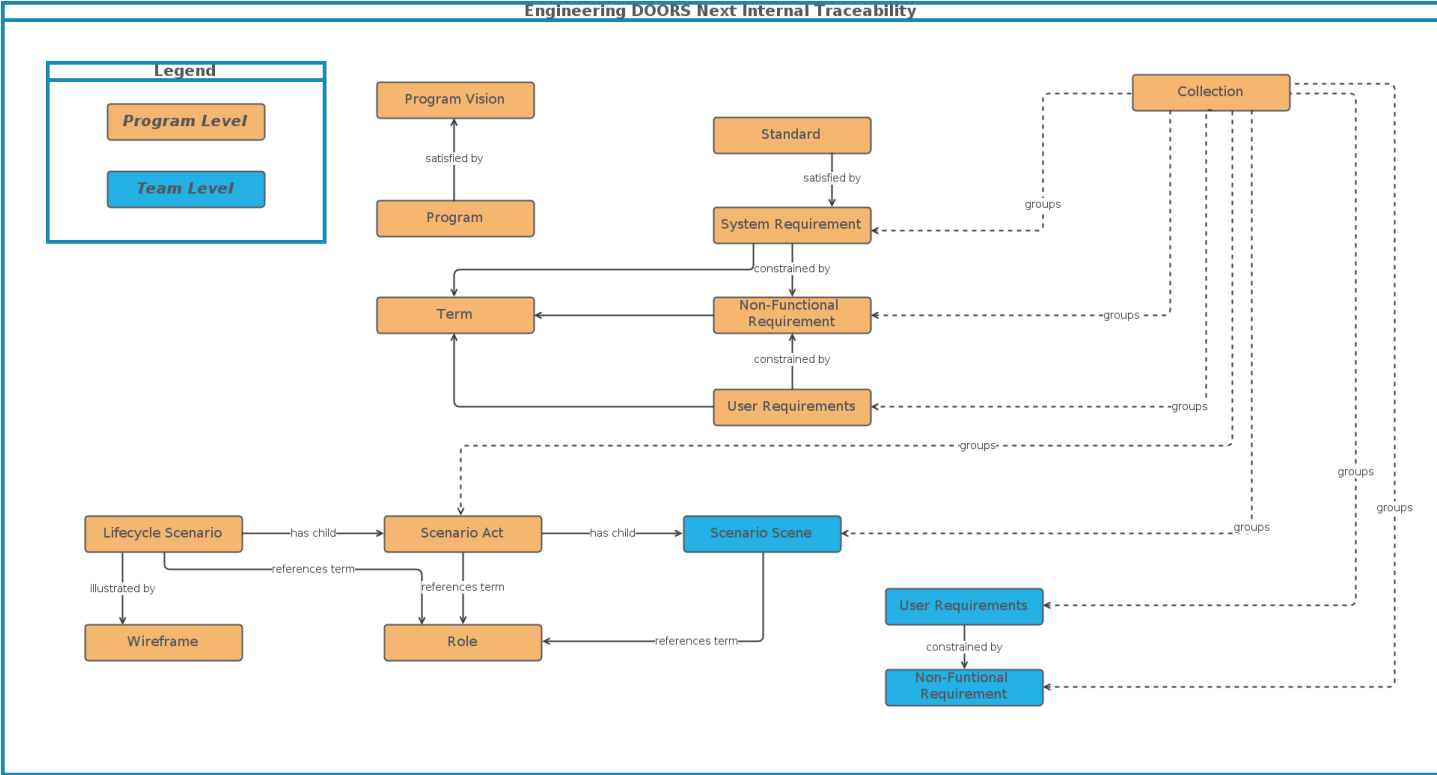 Engineering DOORS Next Internal Traceability
Legend
Program Level
Team Level
Program Vision
satisfied by
Program
Standard
satisfied by
System Requirement
constrained by
Term
Non-Functional
Requirement
constrained by
User Requirements
Collection
groups
groups
groups
groups
groups
groups
groups
Lifecycle Scenario
has child
Scenario Act
has child
Scenario Scene
references term
references term
illustrated by
Wireframe
Role
references term
User Requirements
constrained by
Non-Funtional
Requirement